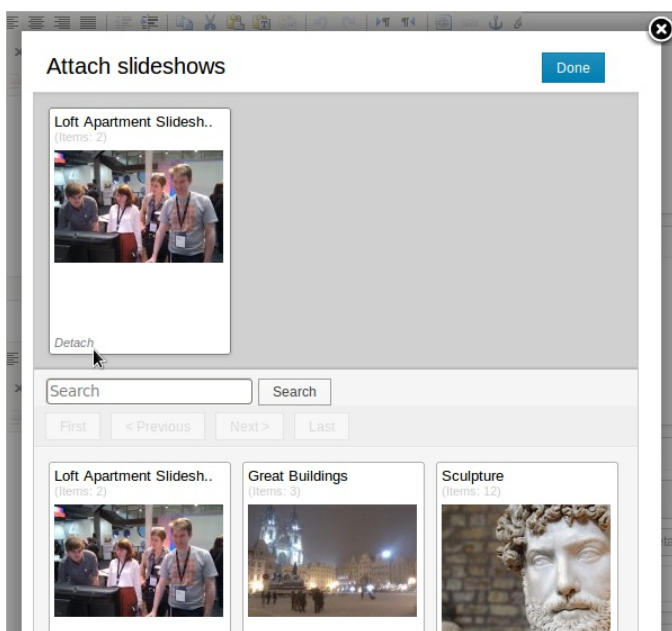 Attach slideshows
Done
Loft Apartment Slidesh..
(Items: 2)
Detach
Search
Search
First
< Previous
Next >
Last
Loft Apartment Slidesh..
(Items: 2)
Great Buildings
(Items: 3)
Sculpture
(Items: 12)